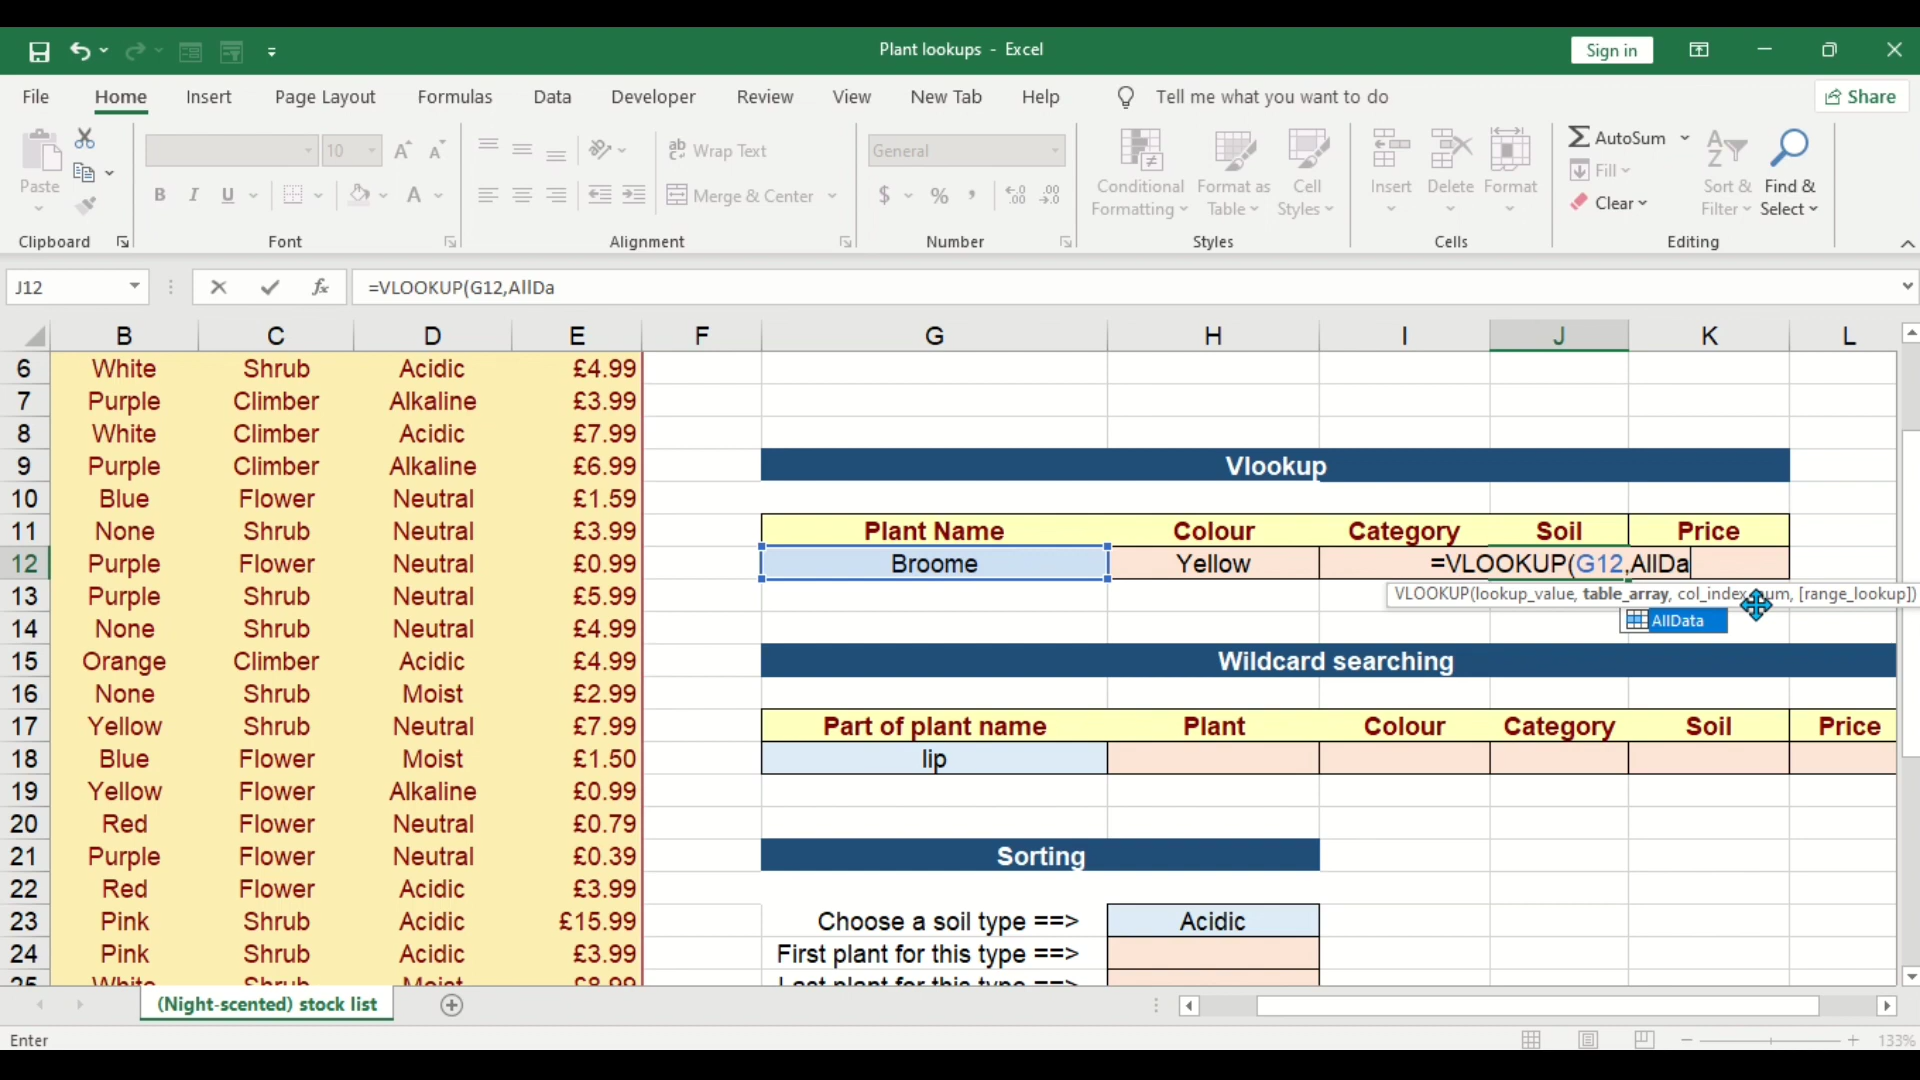 Plant lookups - Excel
Sign in
File Home Insert Page Layout Formulas Data Developer Review View New Tab Help Tell me what you want to do Share
Paste
Clipboard
10
B I U
Font
Wrap Text
Merge & Center
Alignment
General
$ % ,
Number
Conditional Formatting
Format as Table
Cell Styles
Styles
Insert Delete Format
Cells
AutoSum
Fill
Clear
Sort & Filter
Find & Select
Editing
J12 =VLOOKUP(G12,AllDa
B C D E F G H I J K L
6 White Shrub Acidic £4.99
7 Purple Climber Alkaline £3.99
8 White Climber Acidic £7.99
9 Purple Climber Alkaline £6.99 Vlookup
10 Blue Flower Neutral £1.59
11 None Shrub Neutral £3.99 Plant Name Colour Category Soil Price
12 Purple Flower Neutral £0.99 Broome Yellow =VLOOKUP(G12,AllDa
13 Purple Shrub Neutral £5.99 VLOOKUP(lookup_value, table_array, col_index_num, [range_lookup])
AllData
14 None Shrub Neutral £4.99
15 Orange Climber Acidic £4.99 Wildcard searching
16 None Shrub Moist £2.99
17 Yellow Shrub Neutral £7.99 Part of plant name Plant Colour Category Soil Price
18 Blue Flower Moist £1.50 lip
19 Yellow Flower Alkaline £0.99
20 Red Flower Neutral £0.79
21 Purple Flower Neutral £0.39 Sorting
22 Red Flower Acidic £3.99
23 Pink Shrub Acidic £15.99 Choose a soil type ==> Acidic
24 Pink Shrub Acidic £3.99 First plant for this type ==>
25 White Shrub Moist £8.99 Last plant for this type ==>
(Night-scented) stock list
Enter 133%